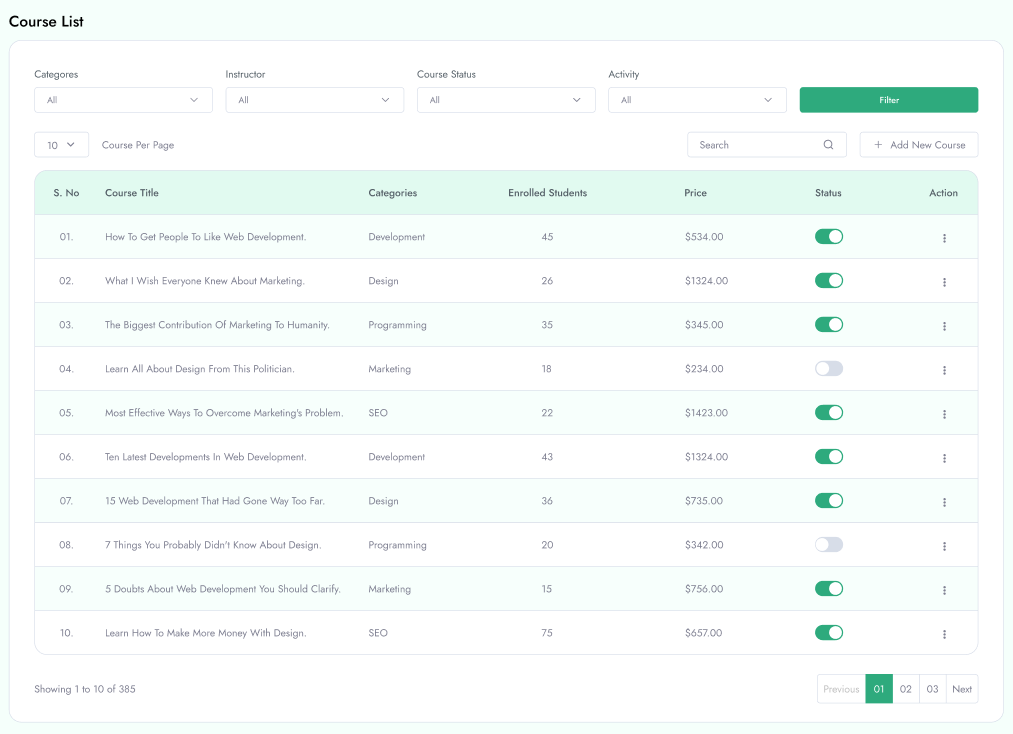 Course List
Categores Instructor Course Status Activity
All All All All Filter
10 Course Per Page Search + Add New Course
S. No Course Title Categories Enrolled Students Price Status Action
01. How To Get People To Like Web Development. Development 45 $534.00
02. What I Wish Everyone Knew About Marketing. Design 26 $1324.00
03. The Biggest Contribution Of Marketing To Humanity. Programming 35 $345.00
04. Learn All About Design From This Politician. Marketing 18 $234.00
05. Most Effective Ways To Overcome Marketing's Problem. SEO 22 $1423.00
06. Ten Latest Developments In Web Development. Development 43 $1324.00
07. 15 Web Development That Had Gone Way Too Far. Design 36 $735.00
08. 7 Things You Probably Didn't Know About Design. Programming 20 $342.00
09. 5 Doubts About Web Development You Should Clarify. Marketing 15 $756.00
10. Learn How To Make More Money With Design. SEO 75 $657.00
Showing 1 to 10 of 385 Previous 01 02 03 Next